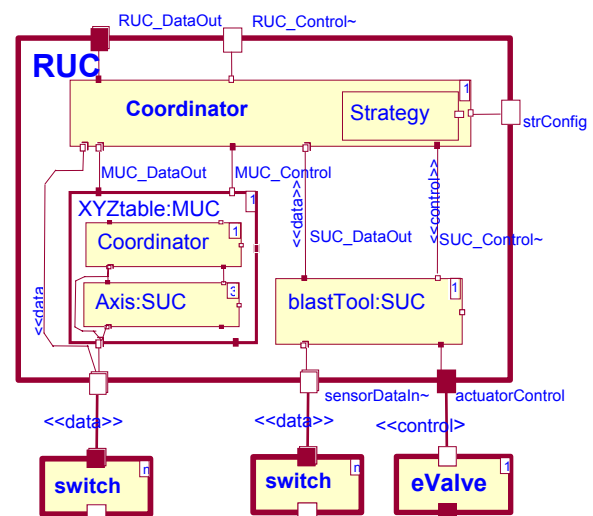 RUC_DataOut
RUC_Control~
RUC
1
Coordinator
Strategy
strConfig
MUC_DataOut
MUC_Control
<<data>>
<<control>>
XYZtable:MUC
1
Coordinator
1
SUC_DataOut
SUC_Control~
Axis:SUC
3
blastTool:SUC
1
<<data
sensorDataIn~
actuatorControl
<<data>>
<<data>>
<<control>
switch
n
switch
n
eValve
1